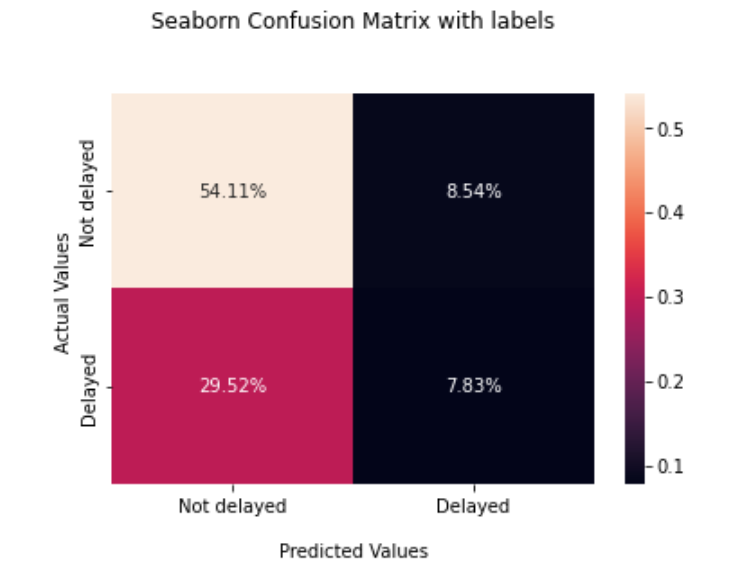 Seaborn Confusion Matrix with labels
Actual Values
Not delayed
54.11%
8.54%
Delayed
29.52%
7.83%
Not delayed
Delayed
Predicted Values
0.5
0.4
0.3
0.2
0.1